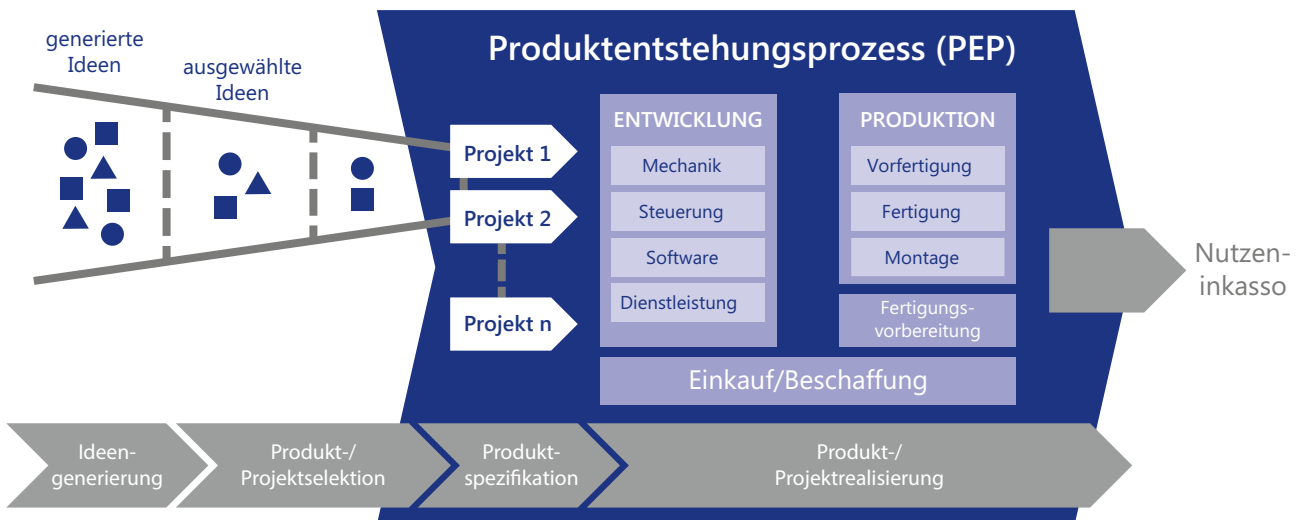 generierte
Ideen
ausgewählte
Ideen
Produktentstehungsprozess (PEP)
Projekt 1
Projekt 2
Projekt n
ENTWICKLUNG
Mechanik
Steuerung
Software
Dienstleistung
PRODUKTION
Vorfertigung
Fertigung
Montage
Fertigungs-
vorbereitung
Einkauf/Beschaffung
Nutzen-
inkasso
Ideen-
generierung
Produkt-/
Projektselektion
Produkt-
spezifikation
Produkt-/
Projektrealisierung